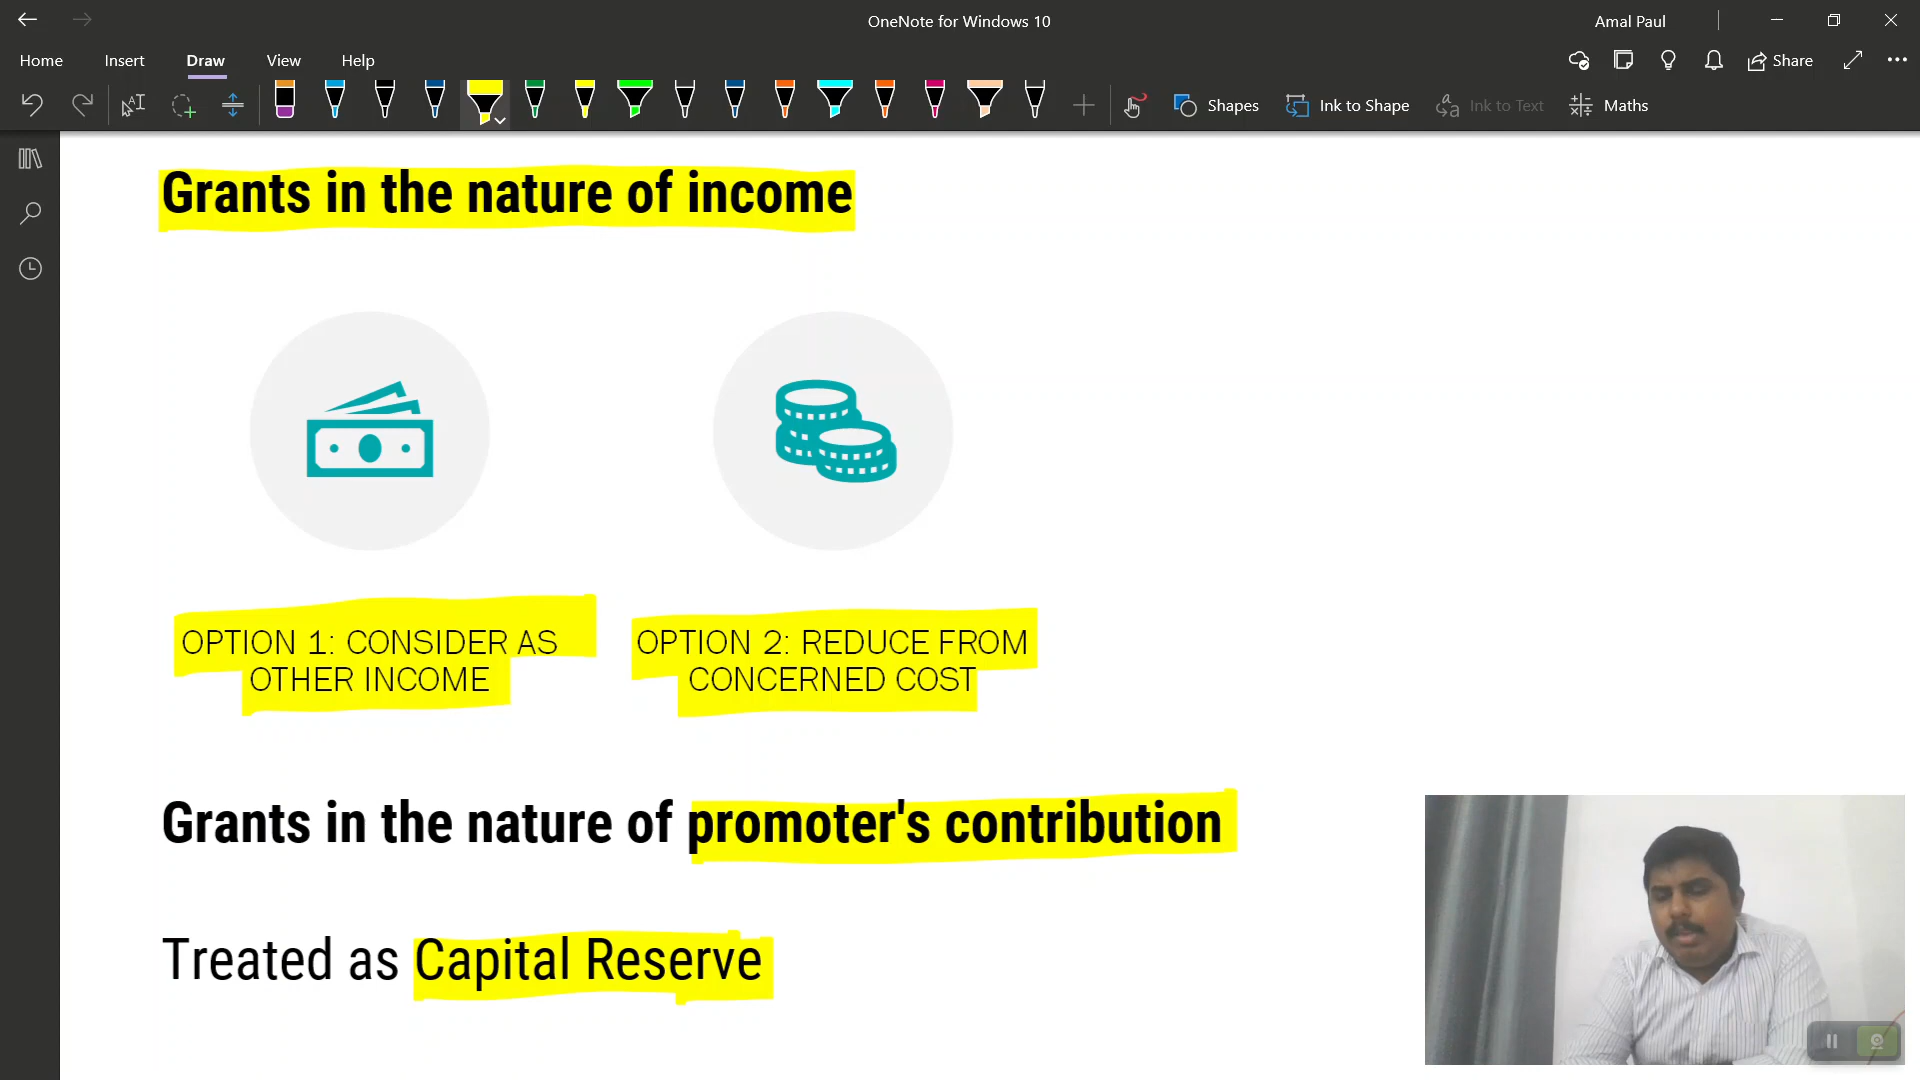 OneNote for Windows 10
Amal Paul
Home Insert Draw View Help
Share
Shapes
Ink to Shape
Ink to Text
Maths
Grants in the nature of income
OPTION 1: CONSIDER AS
OTHER INCOME
OPTION 2: REDUCE FROM
CONCERNED COST
Grants in the nature of promoter's contribution
Treated as Capital Reserve